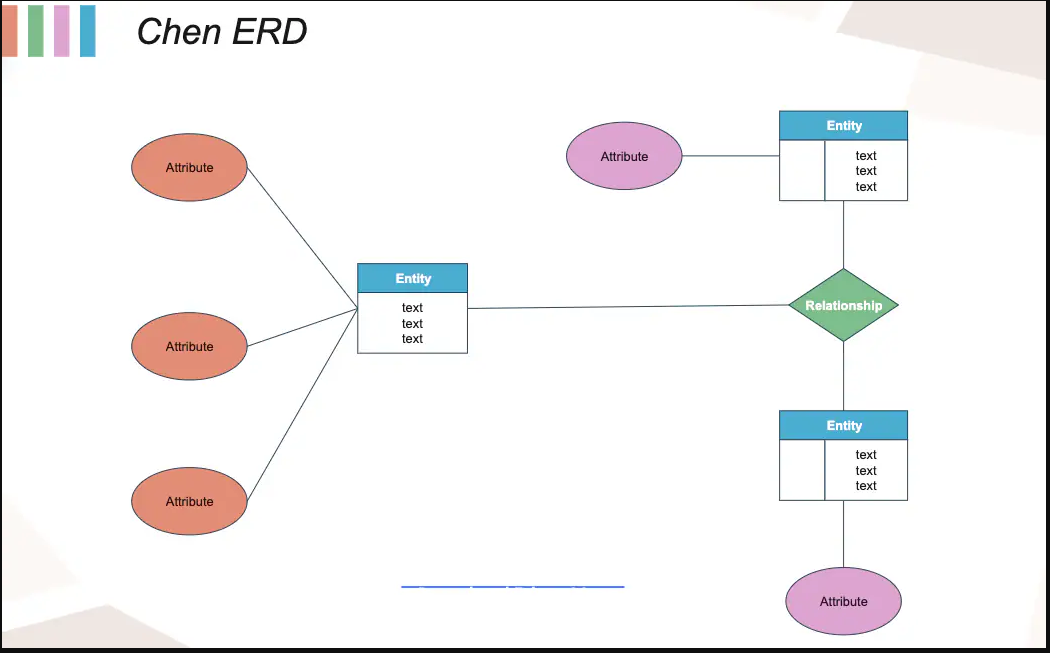 Chen ERD
Attribute
Attribute
Attribute
Entity
text
text
text
Attribute
Entity
text
text
text
Relationship
Entity
text
text
text
Attribute